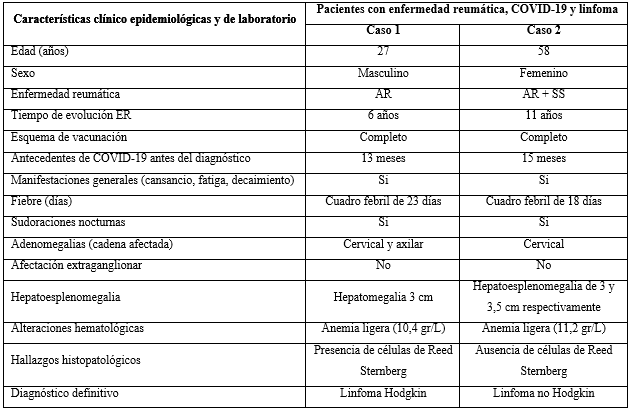 Características clínico epidemiológicas y de laboratorio
Pacientes con enfermedad reumática, COVID-19 y linfoma
Caso 1
Caso 2
Edad (años)
27
58
Sexo
Masculino
Femenino
Enfermedad reumática
AR
AR + SS
Tiempo de evolución ER
6 años
11 años
Esquema de vacunación
Completo
Completo
Antecedentes de COVID-19 antes del diagnóstico
13 meses
15 meses
Manifestaciones generales (cansancio, fatiga, decaimiento)
Si
Si
Fiebre (días)
Cuadro febril de 23 días
Cuadro febril de 18 días
Sudoraciones nocturnas
Si
Si
Adenomegalias (cadena afectada)
Cervical y axilar
Cervical
Afectación extraganglionar
No
No
Hepatoesplenomegalia
Hepatomegalia 3 cm
Hepatoesplenomegalia de 3 y
3,5 cm respectivamente
Alteraciones hematológicas
Anemia ligera (10,4 gr/L)
Anemia ligera (11,2 gr/L)
Hallazgos histopatológicos
Presencia de células de Reed
Sternberg
Ausencia de células de Reed
Sternberg
Diagnóstico definitivo
Linfoma Hodgkin
Linfoma no Hodgkin